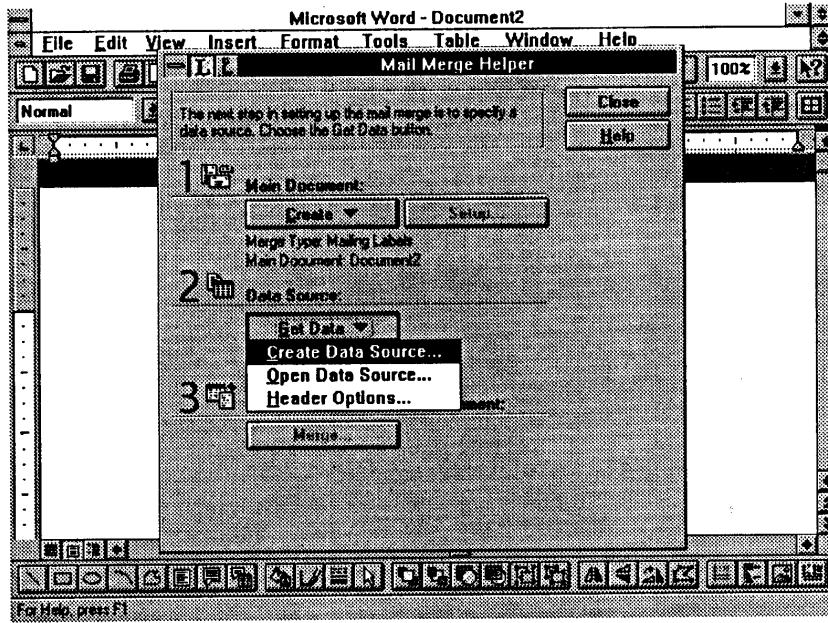 Microsoft Word - Document2
File Edit View Insert Format Tools Table Window Help
100%
Normal
Mail Merge Helper
The next step in setting up the mail merge is to specify a
data source. Choose the Get Data button.
Close
Help
1 Main Document:
Create Setup...
Merge Type: Mailing Labels
Main Document: Document2
2 Data Source:
Get Data
Create Data Source...
Open Data Source...
Header Options...
3
Merge...
For Help, press F1